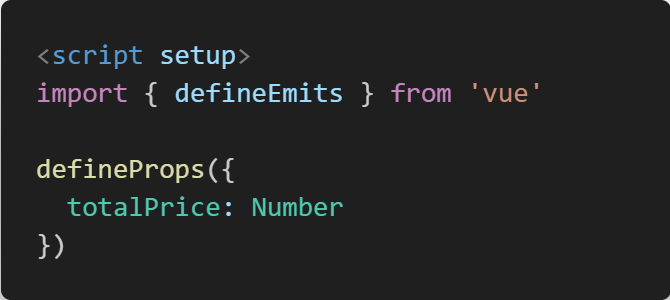 <script setup>
import { defineEmits } from 'vue'
defineProps({
  totalPrice: Number
})